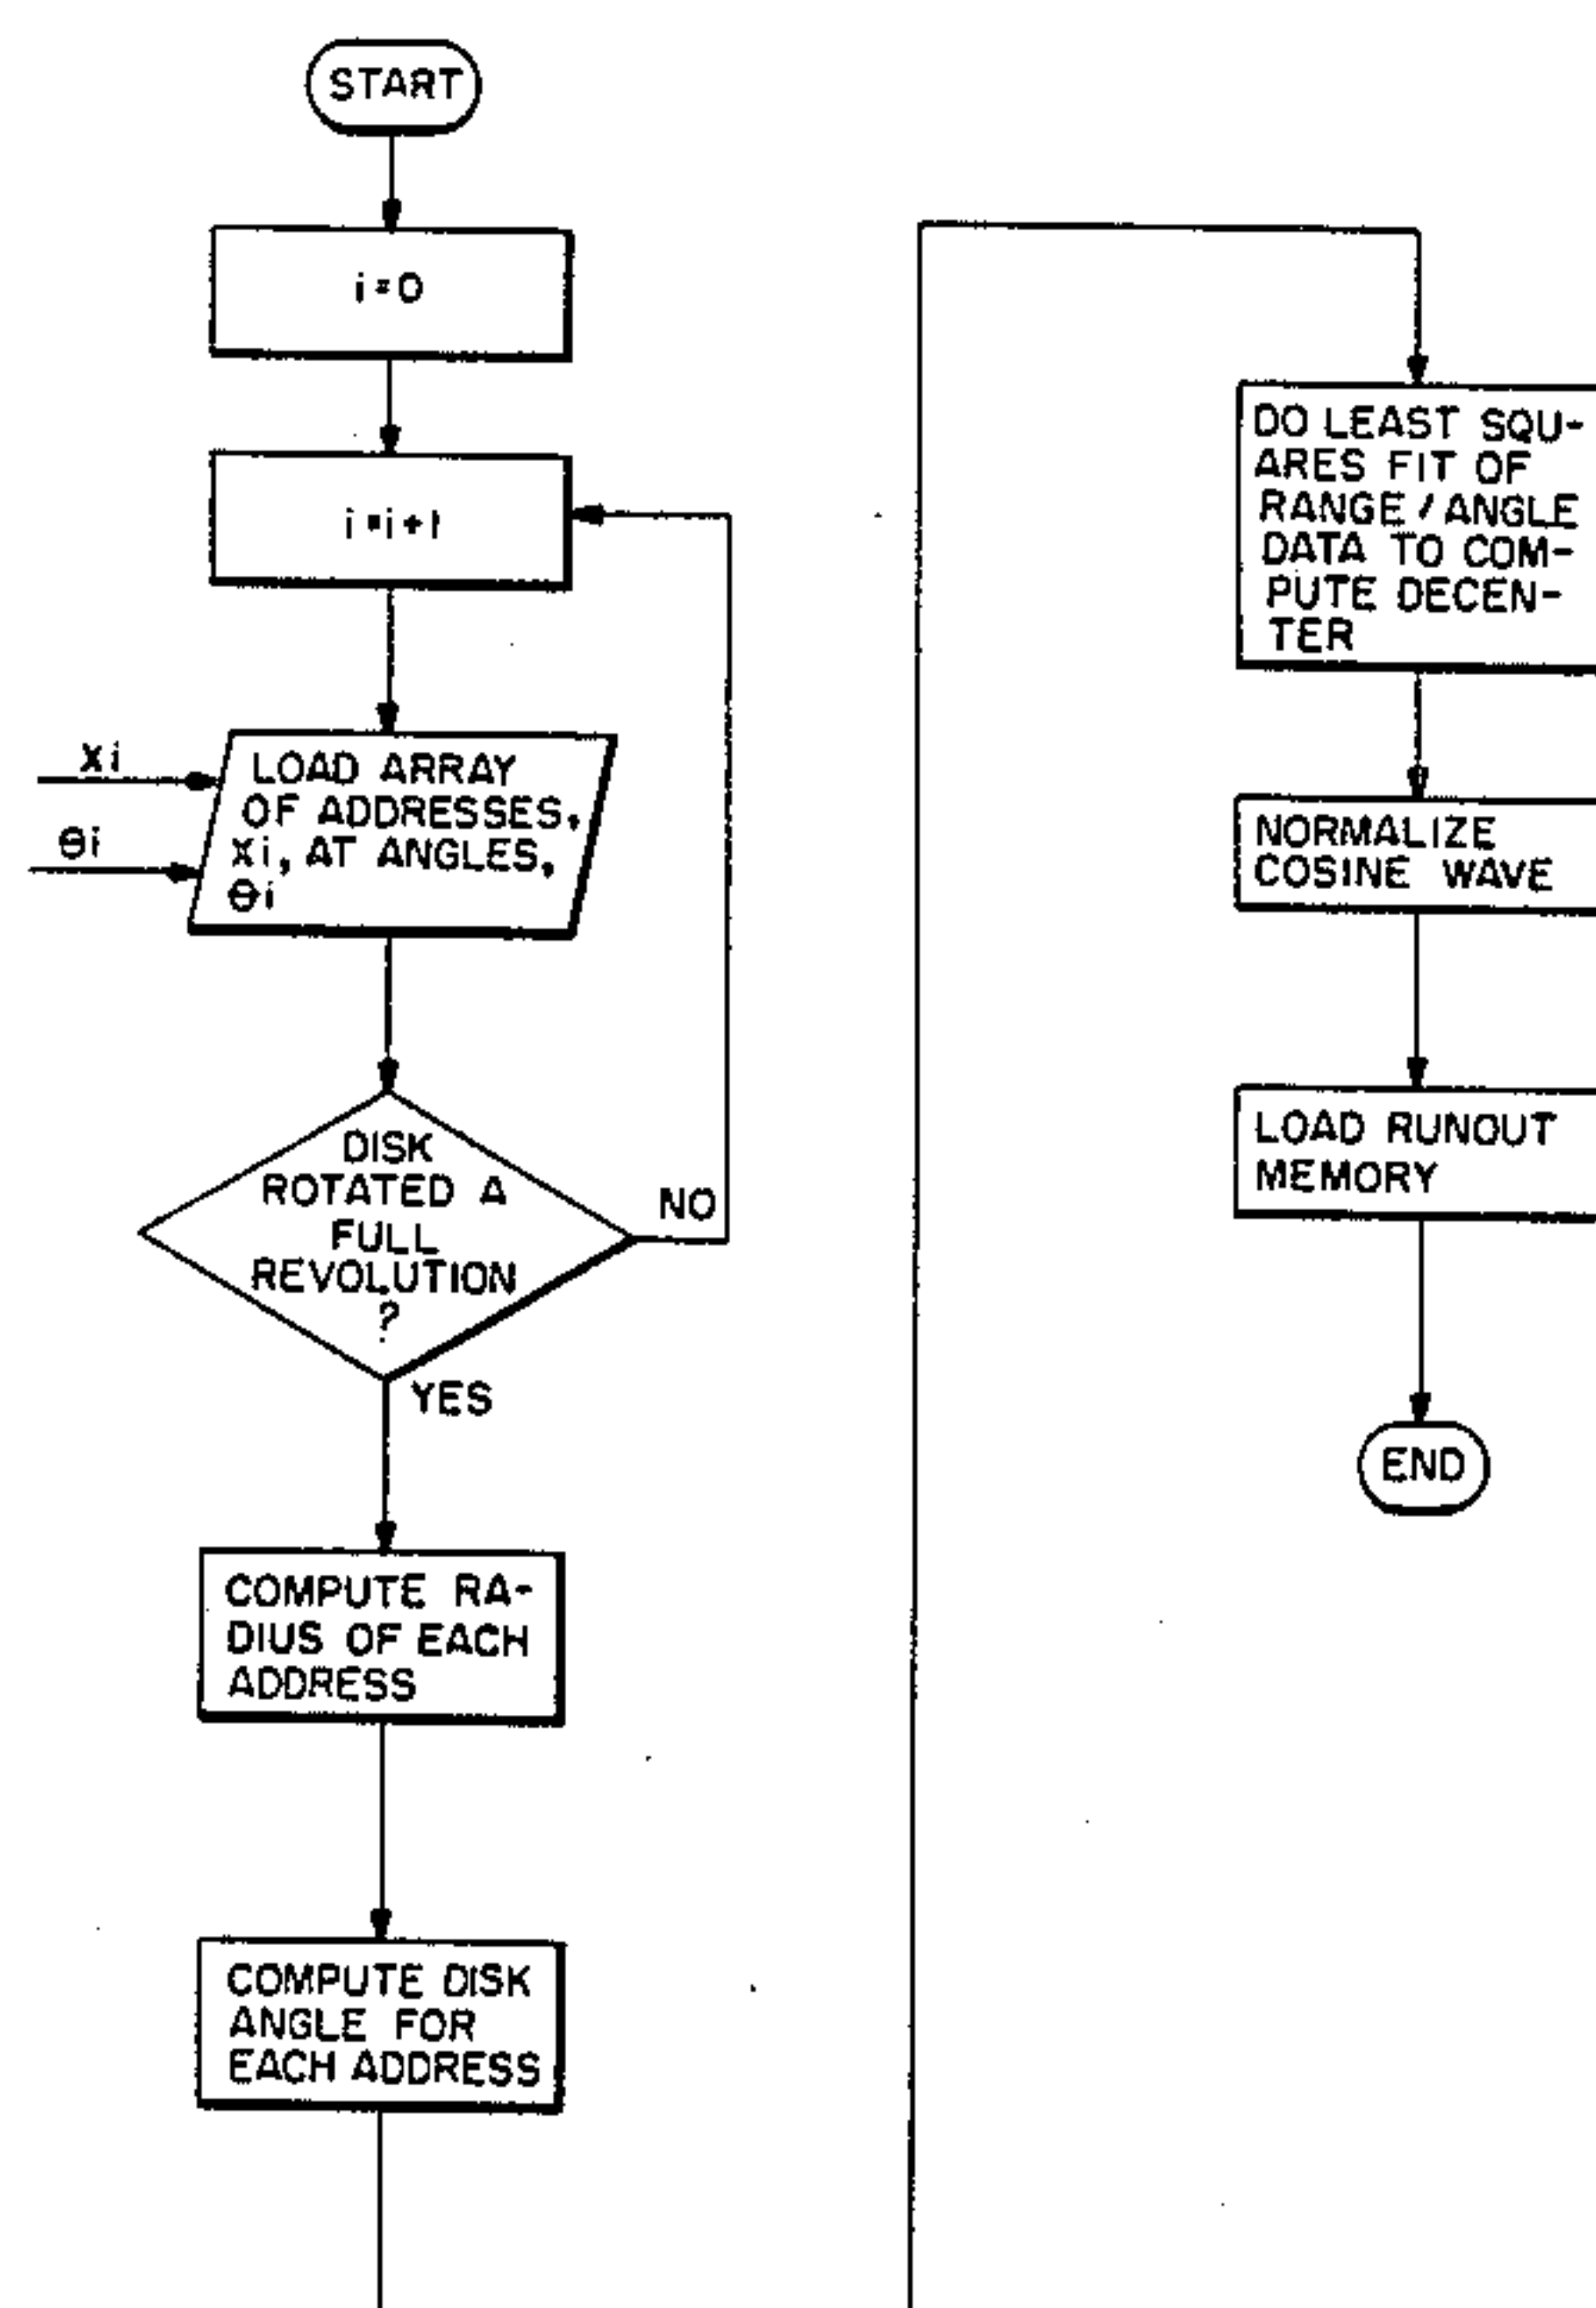 START
i=0
i=i+1
Xi
θi
LOAD ARRAY
OF ADDRESSES,
Xi, AT ANGLES,
θi
DISK
ROTATED A
FULL
REVOLUTION
?
NO
YES
COMPUTE RA-
DIUS OF EACH
ADDRESS
COMPUTE DISK
ANGLE FOR
EACH ADDRESS
DO LEAST SQU-
ARES FIT OF
RANGE/ANGLE
DATA TO COM-
PUTE DECEN-
TER
NORMALIZE
COSINE WAVE
LOAD RUNOUT
MEMORY
END